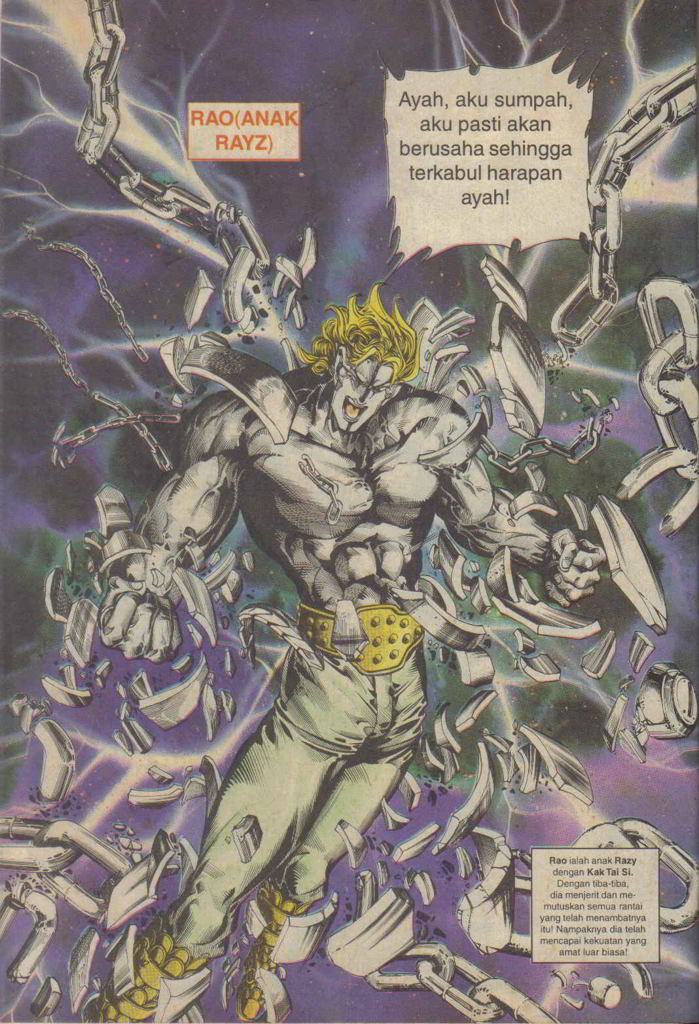 RAO(ANAK
RAYZ)
Ayah, aku sumpah,
aku pasti akan
berusaha sehingga
terkabul harapan
ayah!
Rao ialah anak Razy
dengan Kak Tai Si.
Dengan tiba-tiba,
dia menjerit dan me-
mutuskan semua rantai
yang telah menambatnya
itu! Nampaknya dia telah
mencapai kekuatan yang
amat luar biasa!